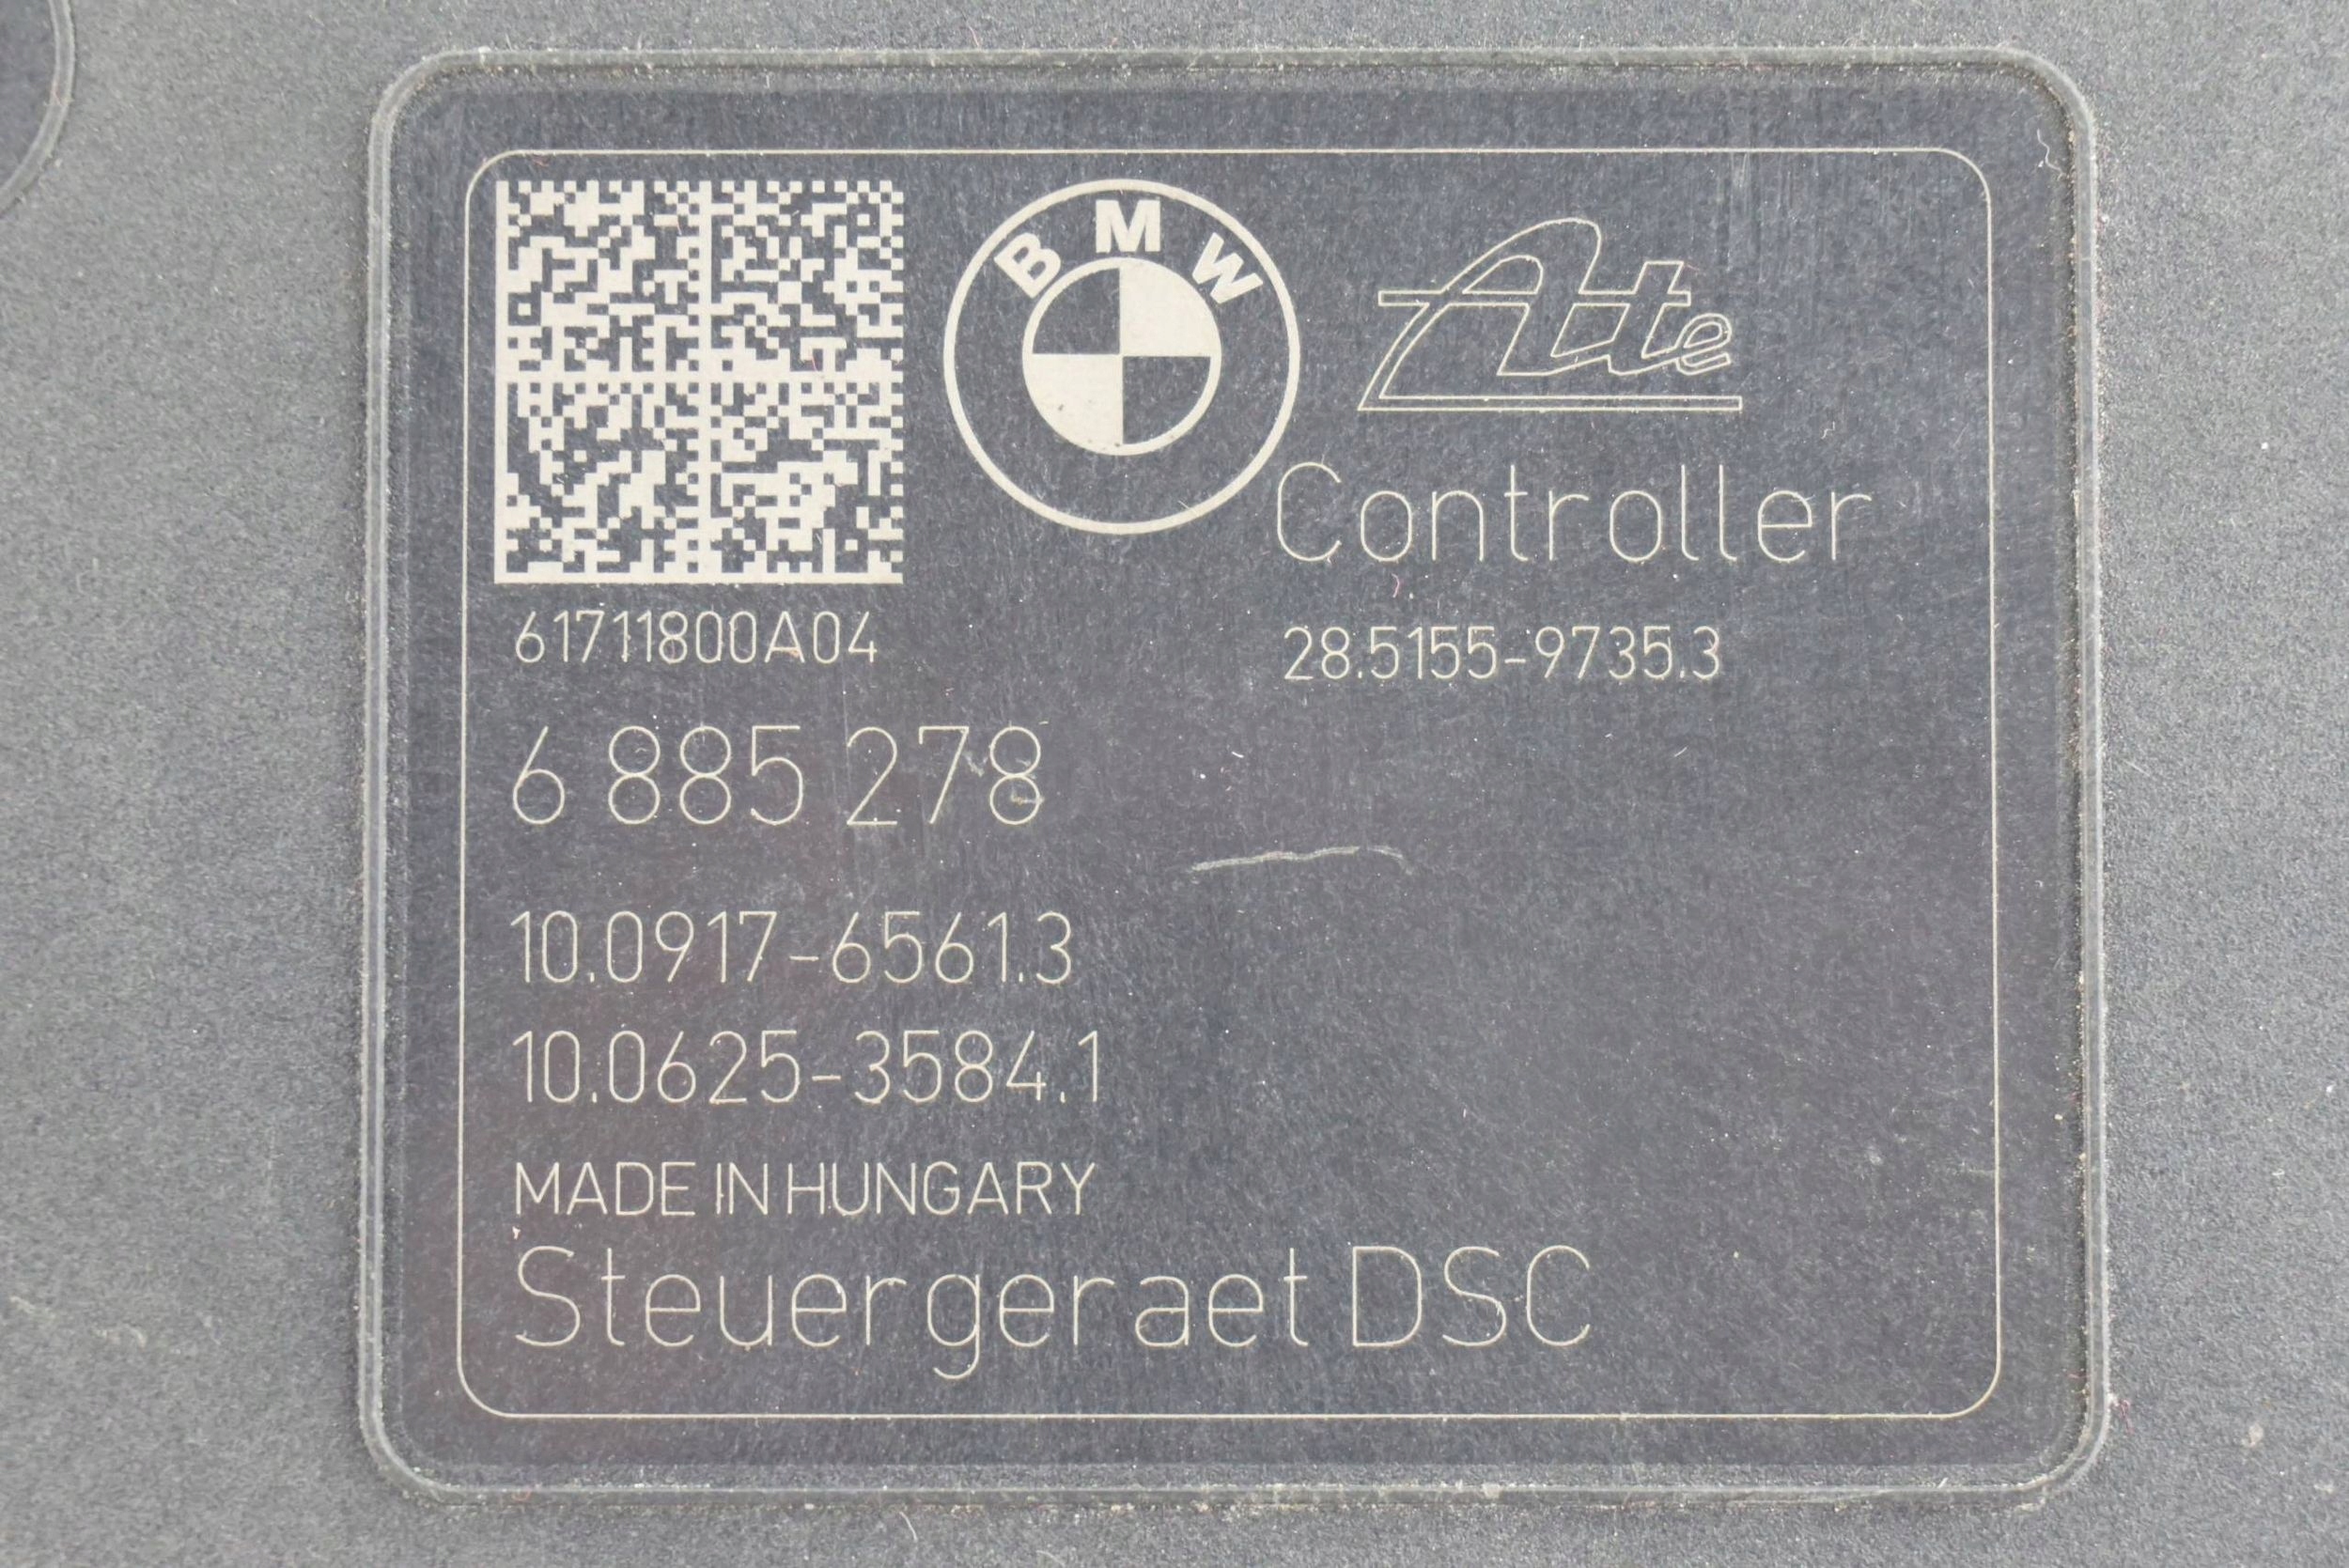 BMW
Ate
Controller
61711800A04
28.5155-9735.3
6 885 278
10.0917-6561.3
10.0625-3584.1
MADE IN HUNGARY
Steuergeraet DSC